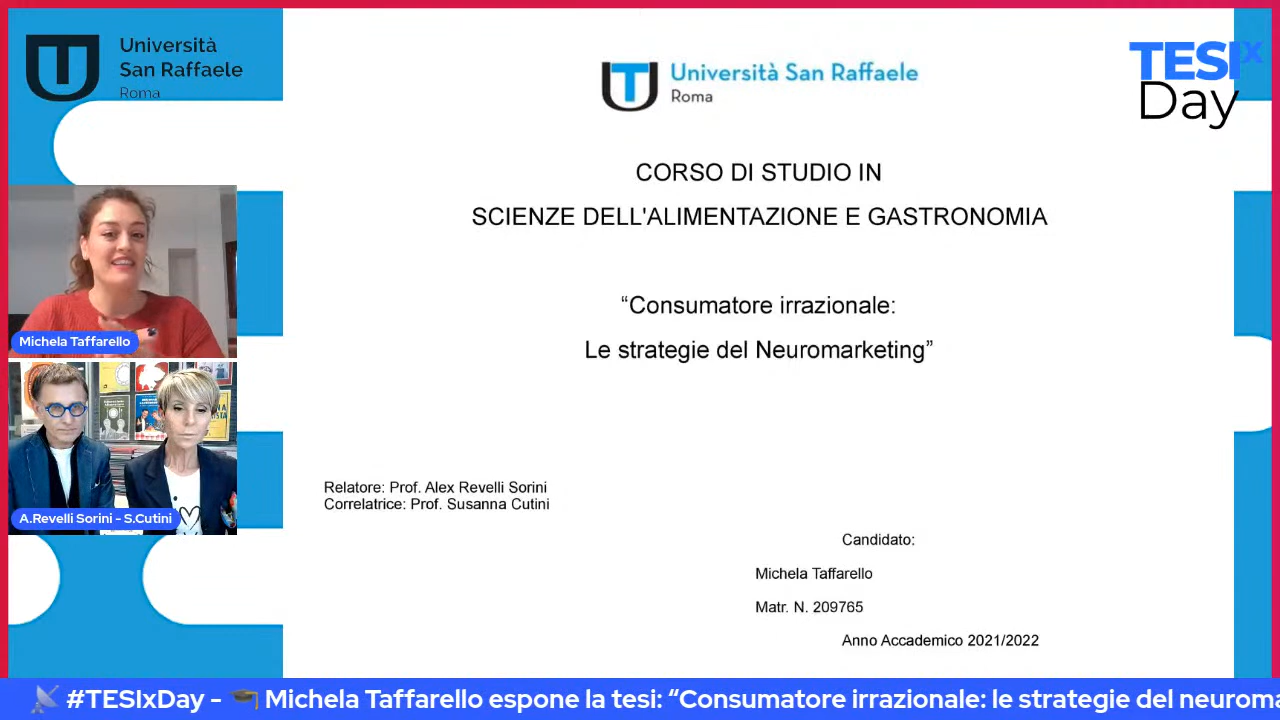 Università
San Raffaele
Roma
Università San Raffaele
Roma
TESIx
Day
CORSO DI STUDIO IN
SCIENZE DELL'ALIMENTAZIONE E GASTRONOMIA
“Consumatore irrazionale:
Le strategie del Neuromarketing”
Michela Taffarello
A.Revelli Sorini - S.Cutini
Relatore: Prof. Alex Revelli Sorini
Correlatrice: Prof. Susanna Cutini
Candidato:
Michela Taffarello
Matr. N. 209765
Anno Accademico 2021/2022
#TESIxDay - Michela Taffarello espone la tesi: “Consumatore irrazionale: le strategie del neuroma